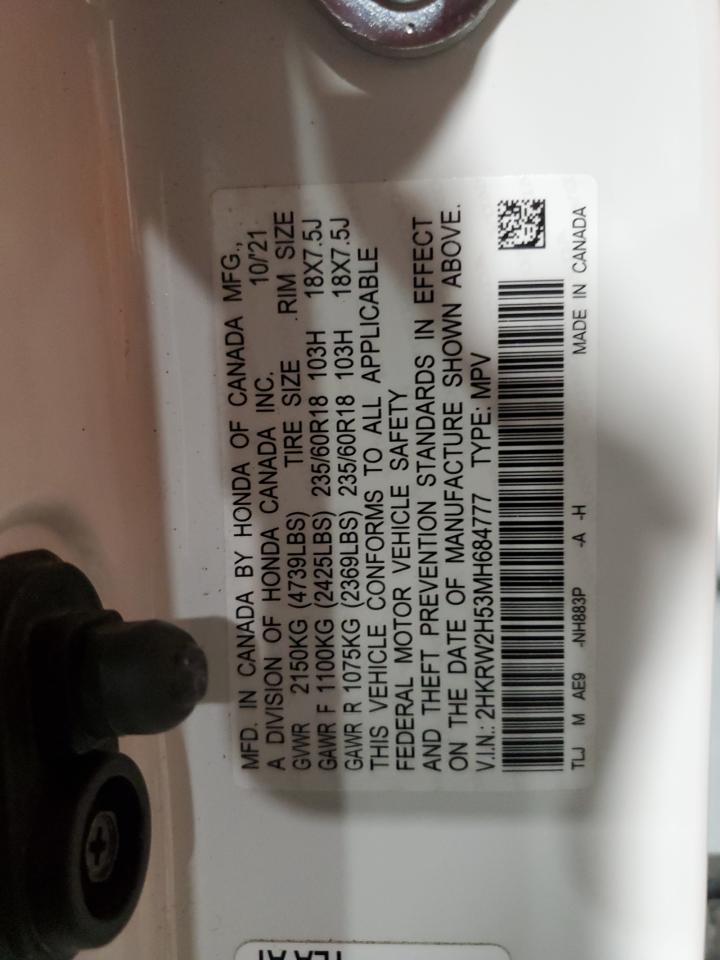 MFD. IN CANADA BY HONDA OF CANADA MFG.,
A DIVISION OF HONDA CANADA INC. 10/'21
GVWR 2150KG (4739LBS) TIRE SIZE RIM SIZE
GAWR F 1100KG (2425LBS) 235/60R18 103H 18X7.5J
GAWR R 1075KG (2369LBS) 235/60R18 103H 18X7.5J
THIS VEHICLE CONFORMS TO ALL APPLICABLE
FEDERAL MOTOR VEHICLE SAFETY
AND THEFT PREVENTION STANDARDS IN EFFECT
ON THE DATE OF MANUFACTURE SHOWN ABOVE.
V.I.N.: 2HKRW2H53MH684777 TYPE: MPV
TLJ M AE9 -NH883P -A -H MADE IN CANADA